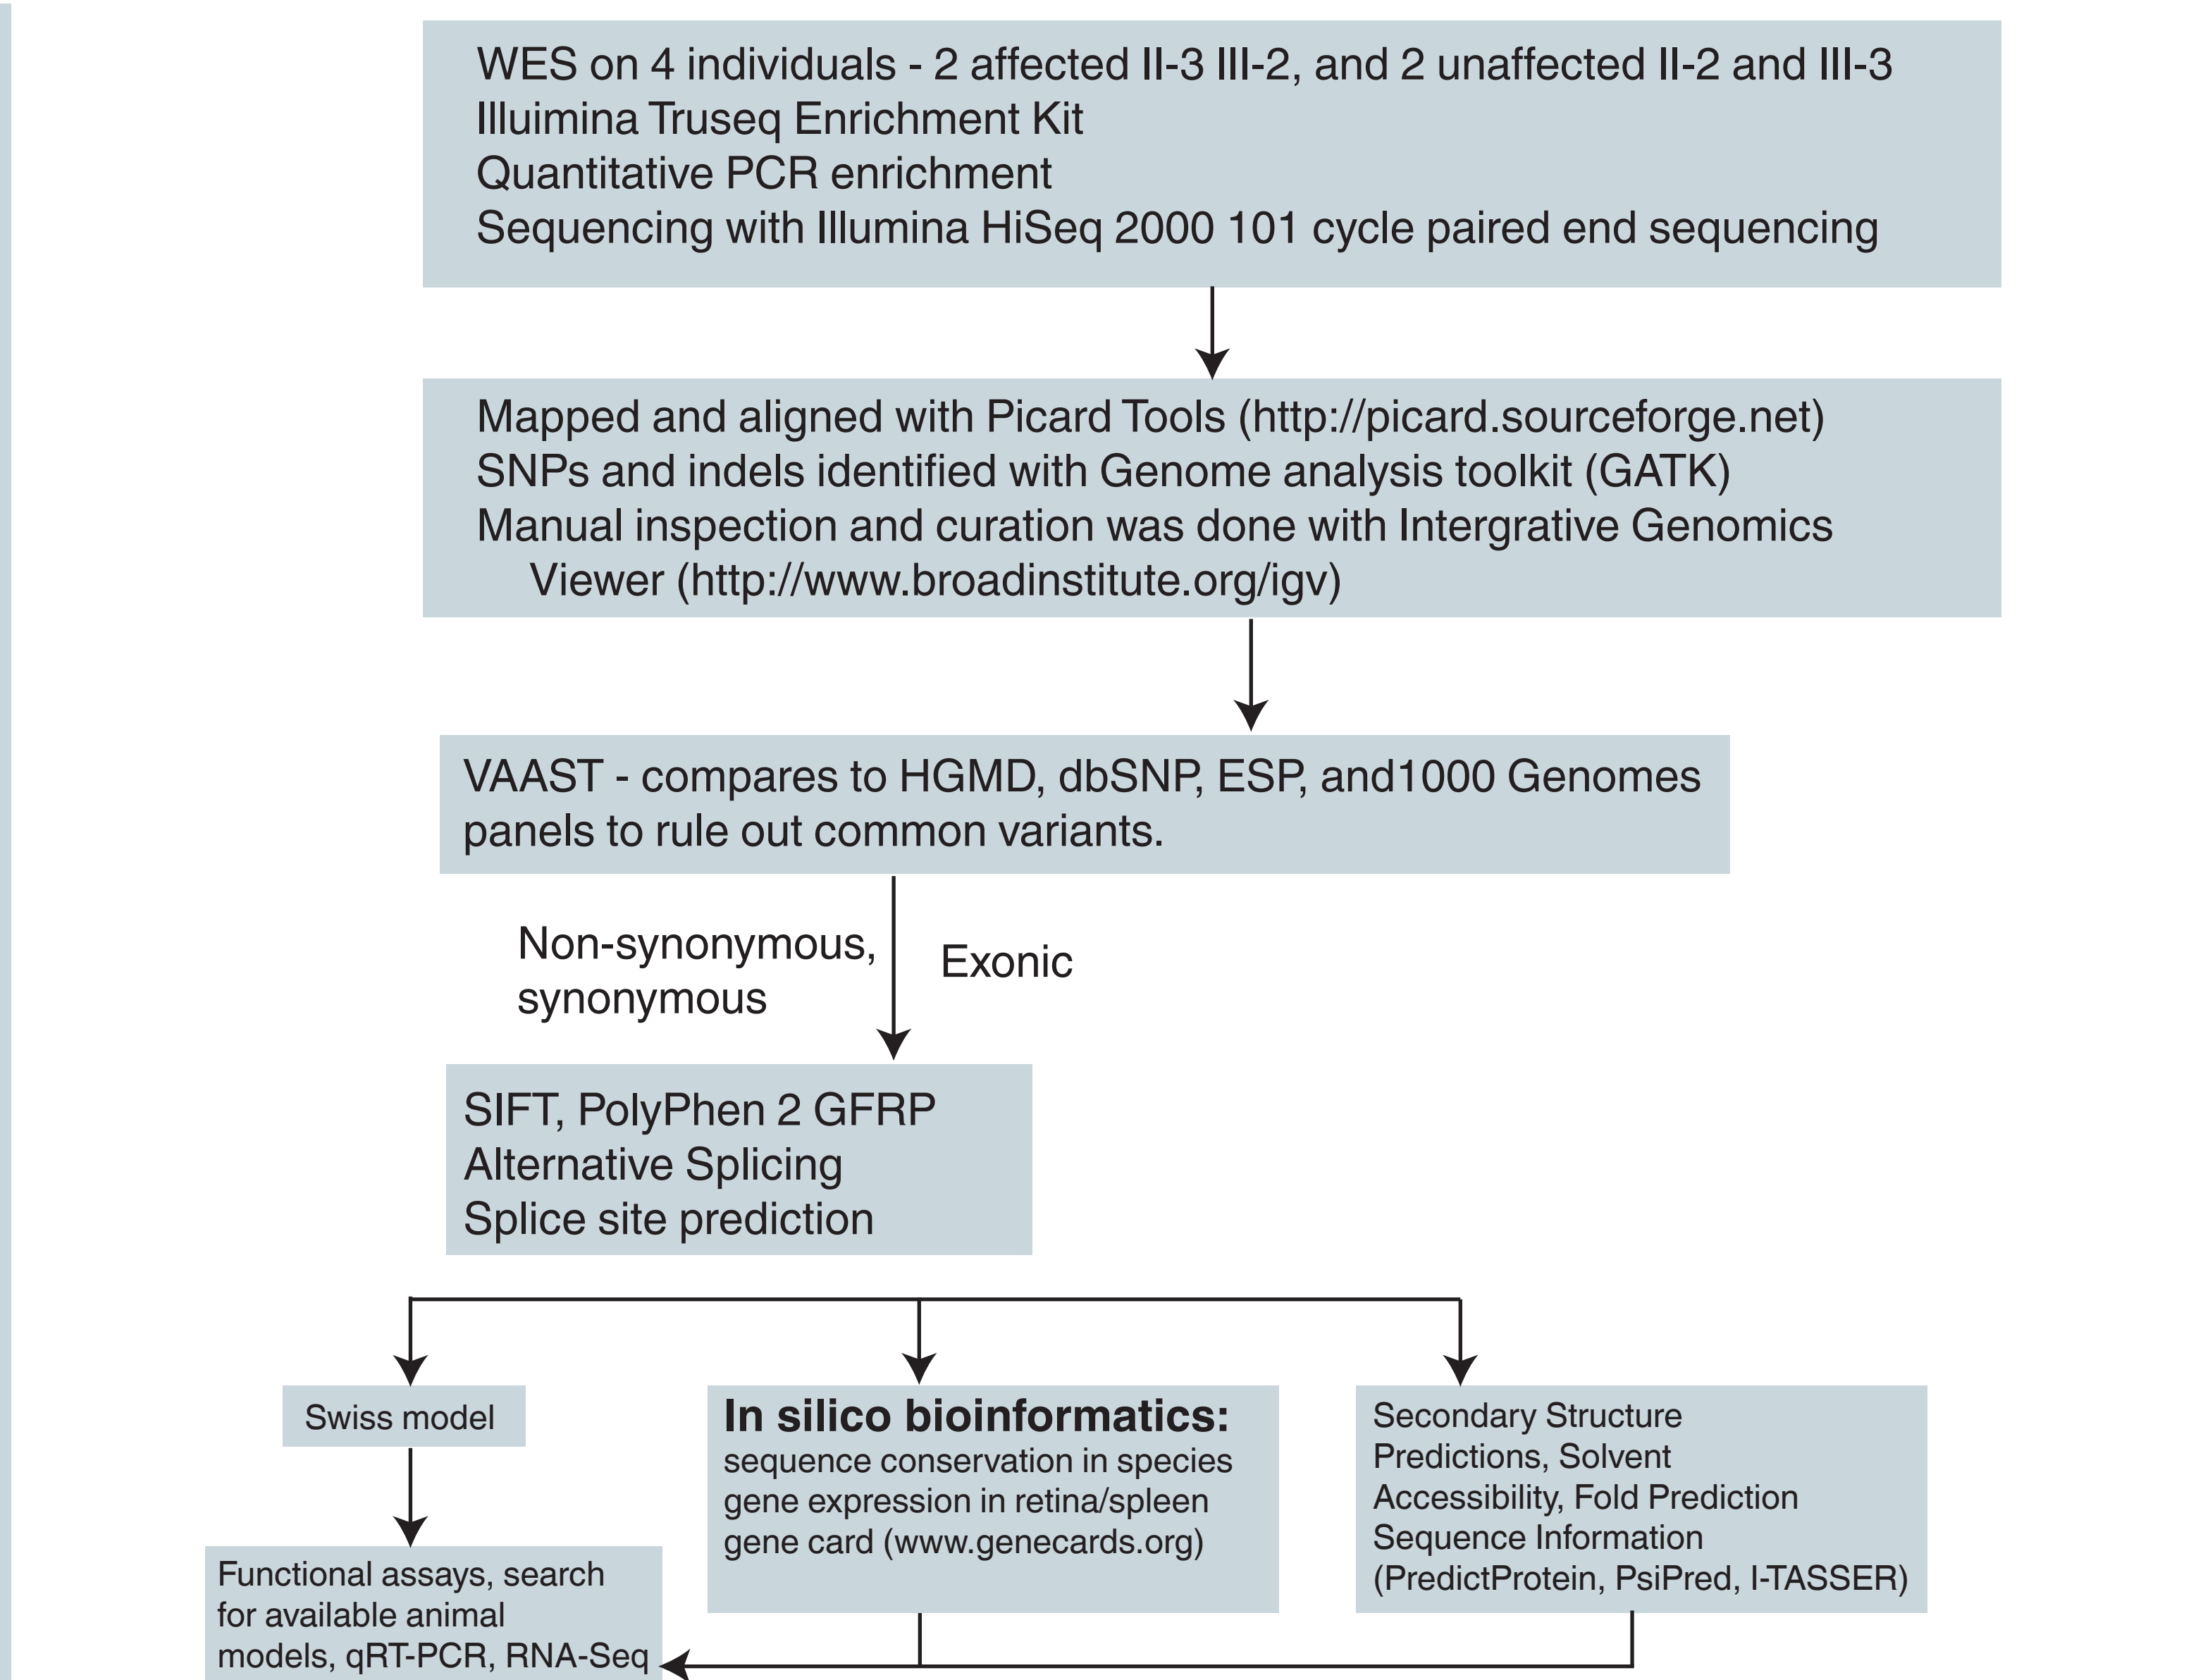 WES on 4 individuals - 2 affected II-3 III-2, and 2 unaffected II-2 and III-3
Illuimina Truseq Enrichment Kit
Quantitative PCR enrichment
Sequencing with Illumina HiSeq 2000 101 cycle paired end sequencing
Mapped and aligned with Picard Tools (http://picard.sourceforge.net)
SNPs and indels identified with Genome analysis toolkit (GATK)
Manual inspection and curation was done with Intergrative Genomics
Viewer (http://www.broadinstitute.org/igv)
VAAST - compares to HGMD, dbSNP, ESP, and1000 Genomes
panels to rule out common variants.
Non-synonymous,
synonymous
Exonic
SIFT, PolyPhen 2 GFRP
Alternative Splicing
Splice site prediction
Swiss model
In silico bioinformatics:
sequence conservation in species
gene expression in retina/spleen
gene card (www.genecards.org)
Secondary Structure
Predictions, Solvent
Accessibility, Fold Prediction
Sequence Information
(PredictProtein, PsiPred, I-TASSER)
Functional assays, search
for available animal
models, qRT-PCR, RNA-Seq